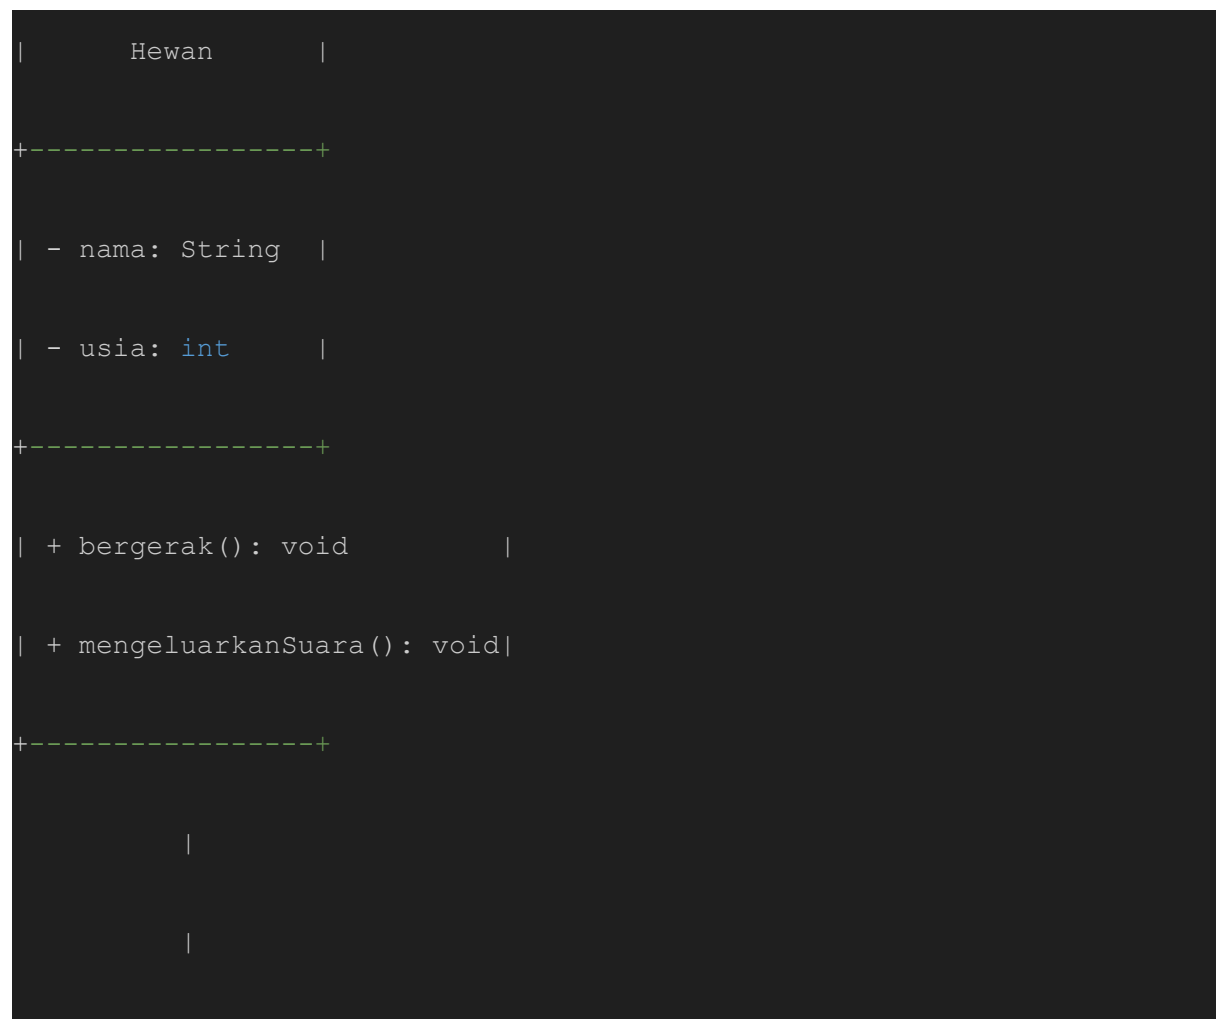 |      Hewan      |
+-----------------+
| - nama: String  |
| - usia: int     |
+-----------------+
| + bergerak(): void         |
| + mengeluarkanSuara(): void|
+-----------------+
          |
          |